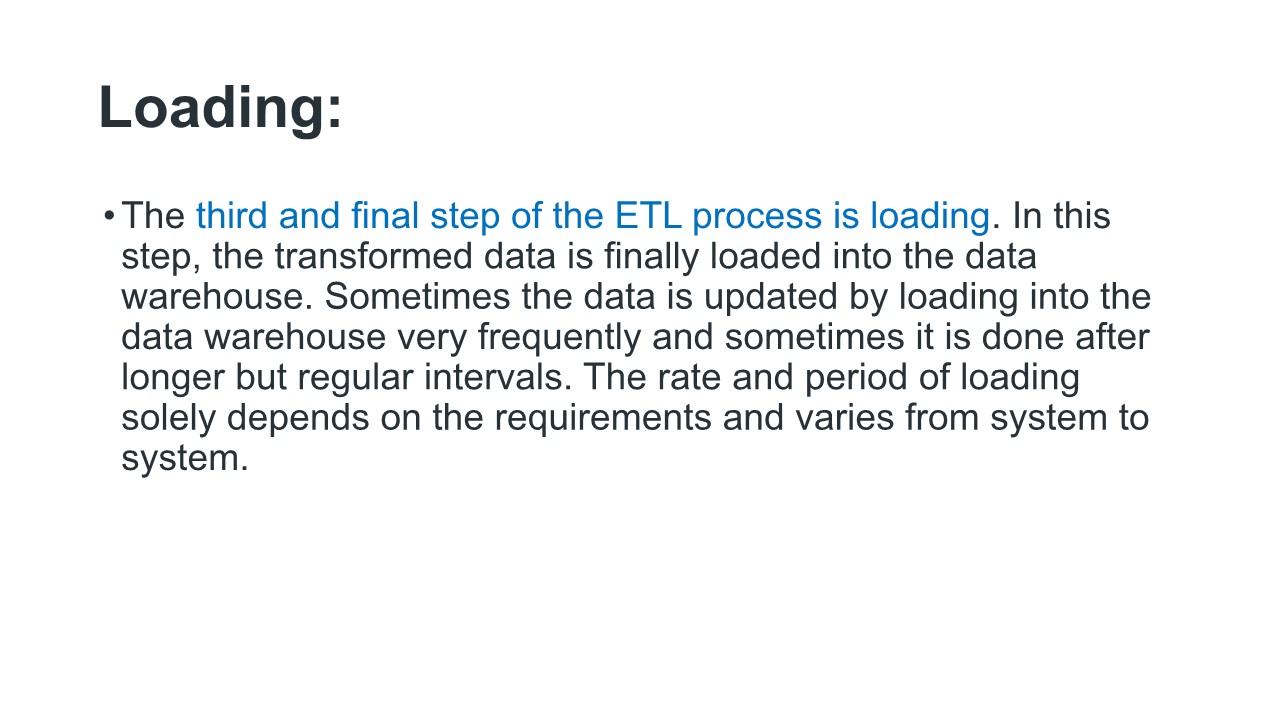 Loading:
• The third and final step of the ETL process is loading. In this
step, the transformed data is finally loaded into the data
warehouse. Sometimes the data is updated by loading into the
data warehouse very frequently and sometimes it is done after
longer but regular intervals. The rate and period of loading
solely depends on the requirements and varies from system to
system.